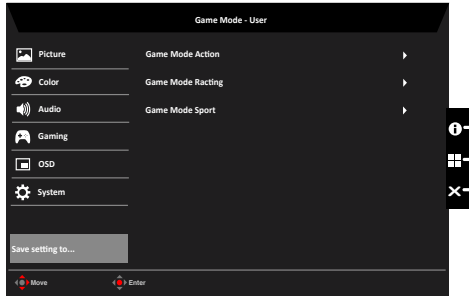 Game Mode - User
Picture
Game Mode Action
Color
Game Mode Racting
Audio
Game Mode Sport
Gaming
OSD
System
Save setting to...
Move
Enter